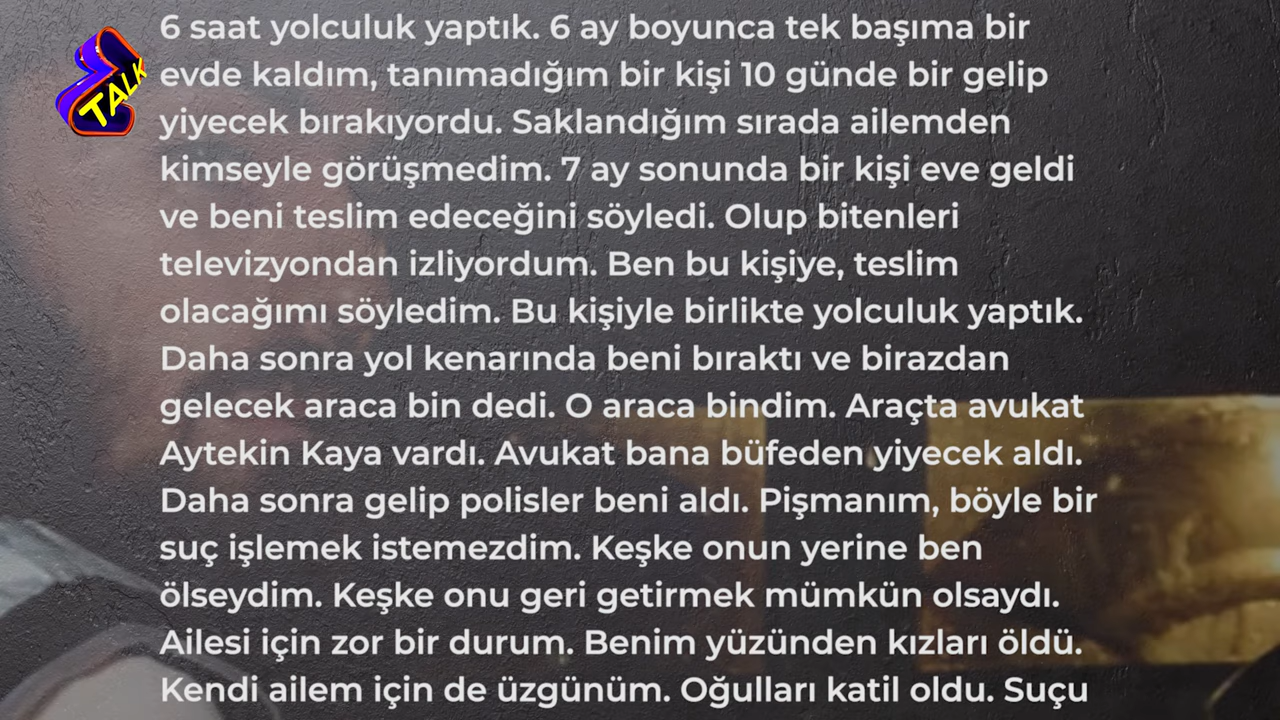 2
TALK
6 saat yolculuk yaptık. 6 ay boyunca tek başıma bir
evde kaldım, tanımadığım bir kişi 10 günde bir gelip
yiyecek bırakıyordu. Saklandığım sırada ailemden
kimseyle görüşmedim. 7 ay sonunda bir kişi eve geldi
ve beni teslim edeceğini söyledi. Olup bitenleri
televizyondan izliyordum. Ben bu kişiye, teslim
olacağımı söyledim. Bu kişiyle birlikte yolculuk yaptık.
Daha sonra yol kenarında beni bıraktı ve birazdan
gelecek araca bin dedi. O araca bindim. Araçta avukat
Aytekin Kaya vardı. Avukat bana büfeden yiyecek aldı.
Daha sonra gelip polisler beni aldı. Pişmanım, böyle bir
suç işlemek istemezdim. Keşke onun yerine ben
ölseydim. Keşke onu geri getirmek mümkün olsaydı.
Ailesi için zor bir durum. Benim yüzünden kızları öldü.
Kendi ailem için de üzgünüm. Oğulları katil oldu. Suçu